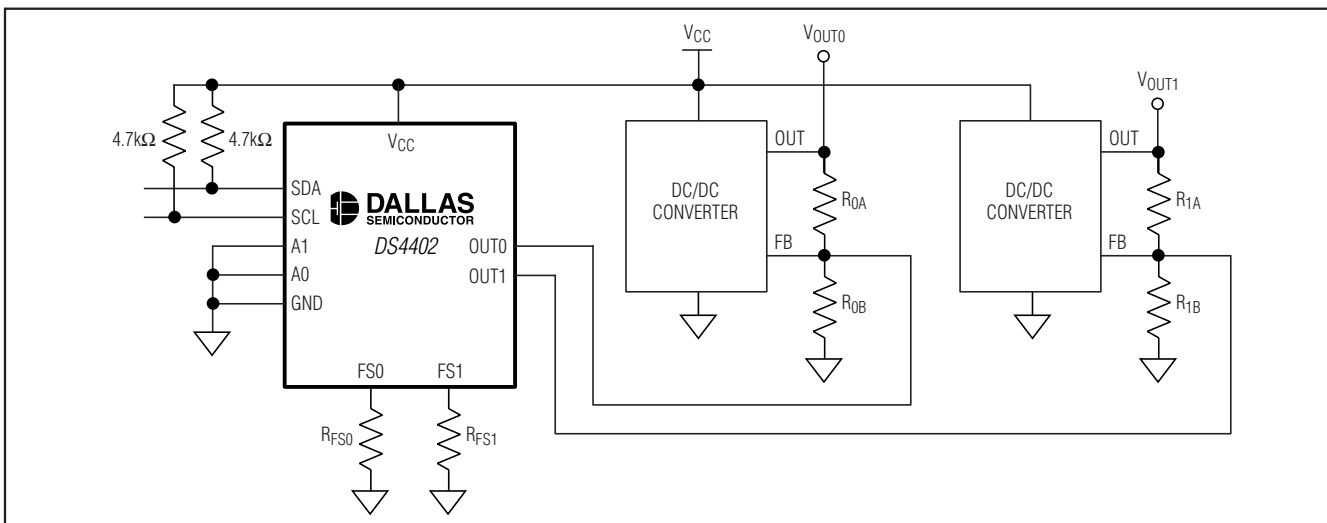 VCC
VOUT0
VOUT1
4.7kΩ
4.7kΩ
VCC
SDA
SCL
A1
A0
GND
DALLAS
SEMICONDUCTOR
DS4402
OUT0
OUT1
FS0
FS1
RFS0
RFS1
DC/DC
CONVERTER
OUT
FB
R0A
R0B
DC/DC
CONVERTER
OUT
FB
R1A
R1B